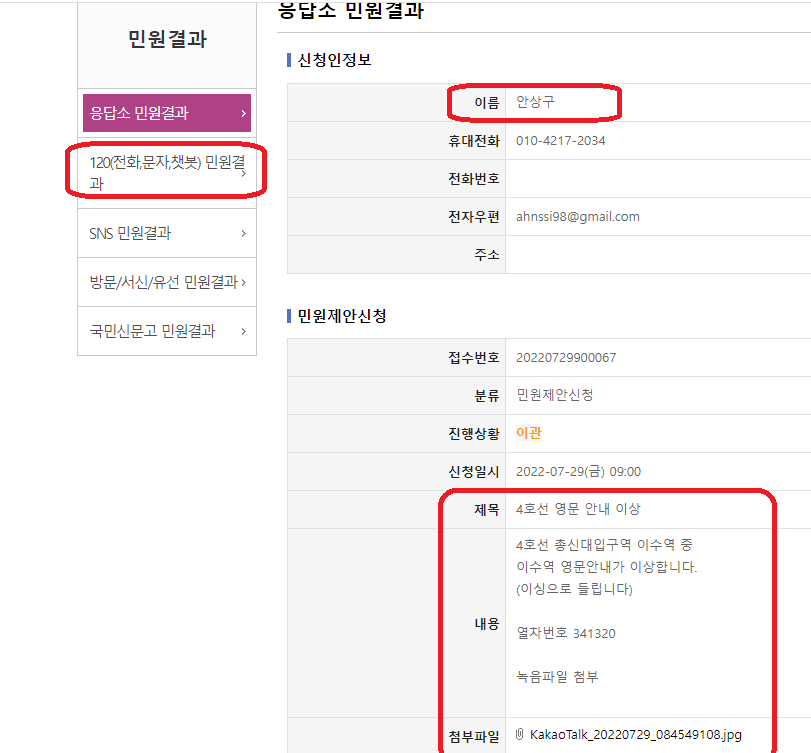 응답소 민원결과
민원결과
응답소 민원결과
120(전화,문자,챗봇) 민원결
과
SNS 민원결과
방문/서신/유선 민원결과
국민신문고 민원결과
신청인정보
이름 안상구
휴대전화 010-4217-2034
전화번호
전자우편 ahnssi98@gmail.com
주소
민원제안신청
접수번호 20220729900067
분류 민원제안신청
진행상황 이관
신청일시 2022-07-29(금) 09:00
제목 4호선 영문 안내 이상
내용
4호선 총신대입구역 이수역 중
이수역 영문안내가 이상합니다.
(이싱으로 들립니다)
열차번호 341320
녹음파일 첨부
첨부파일 KakaoTalk_20220729_084549108.jpg